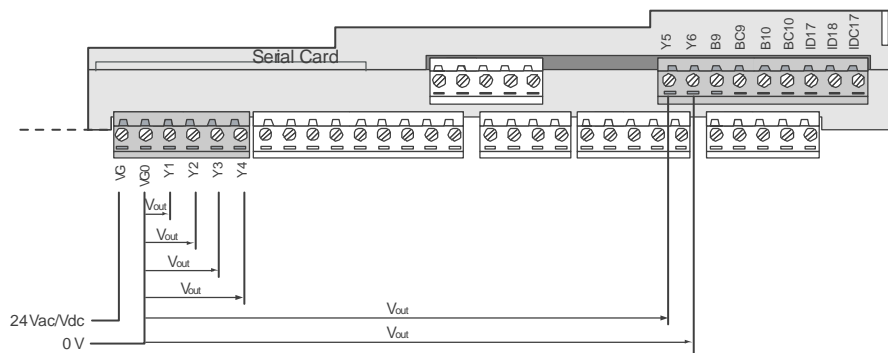 Serial Card
Y5
Y6
B9
BC9
B10
BC10
ID17
ID18
IDC17
VG
VG0
Y1
Y2
Y3
Y4
Vout
Vout
Vout
Vout
Vout
24 Vac/Vdc
Vout
0 V